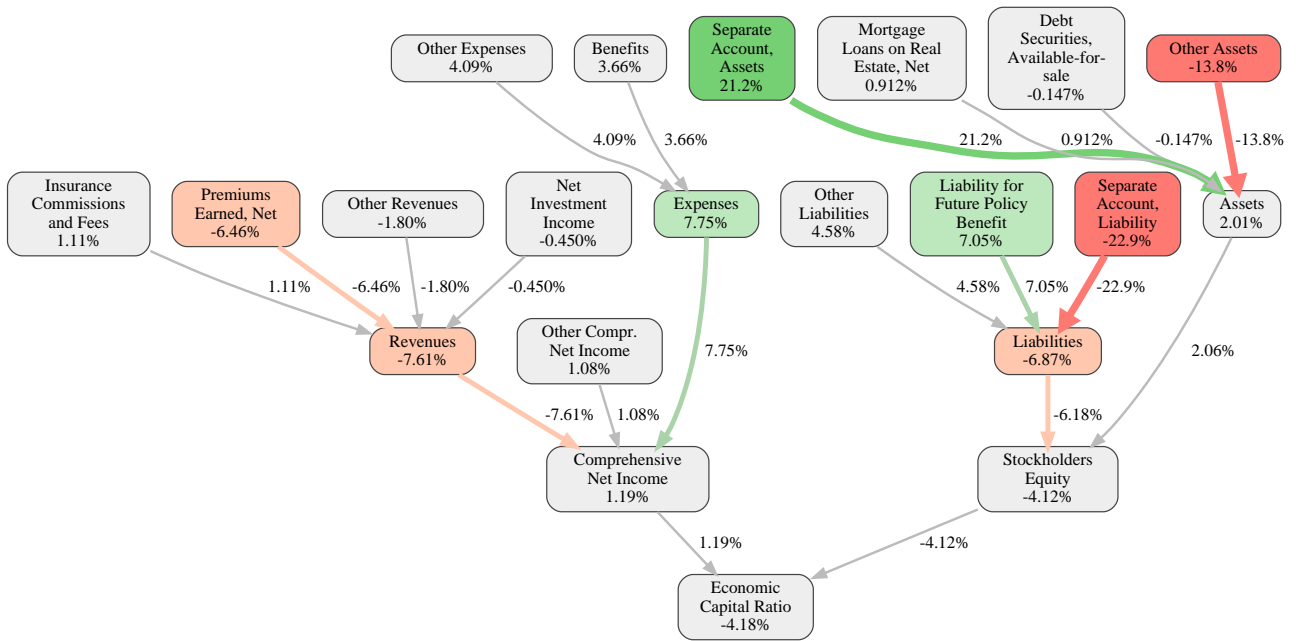 Other Expenses
4.09%
Benefits
3.66%
Separate
Account,
Assets
21.2%
Mortgage
Loans on Real
Estate, Net
0.912%
Debt
Securities,
Available-for-
sale
-0.147%
Other Assets
-13.8%
4.09%
3.66%
21.2%
0.912%
-0.147%
-13.8%
Insurance
Commissions
and Fees
1.11%
Premiums
Earned, Net
-6.46%
Other Revenues
-1.80%
Net
Investment
Income
-0.450%
Expenses
7.75%
Other
Liabilities
4.58%
Liability for
Future Policy
Benefit
7.05%
Separate
Account,
Liability
-22.9%
Assets
2.01%
1.11%
-6.46%
-1.80%
-0.450%
4.58%
7.05%
-22.9%
Revenues
-7.61%
Other Compr.
Net Income
1.08%
7.75%
Liabilities
-6.87%
2.06%
-7.61%
1.08%
-6.18%
Comprehensive
Net Income
1.19%
Stockholders
Equity
-4.12%
1.19%
-4.12%
Economic
Capital Ratio
-4.18%